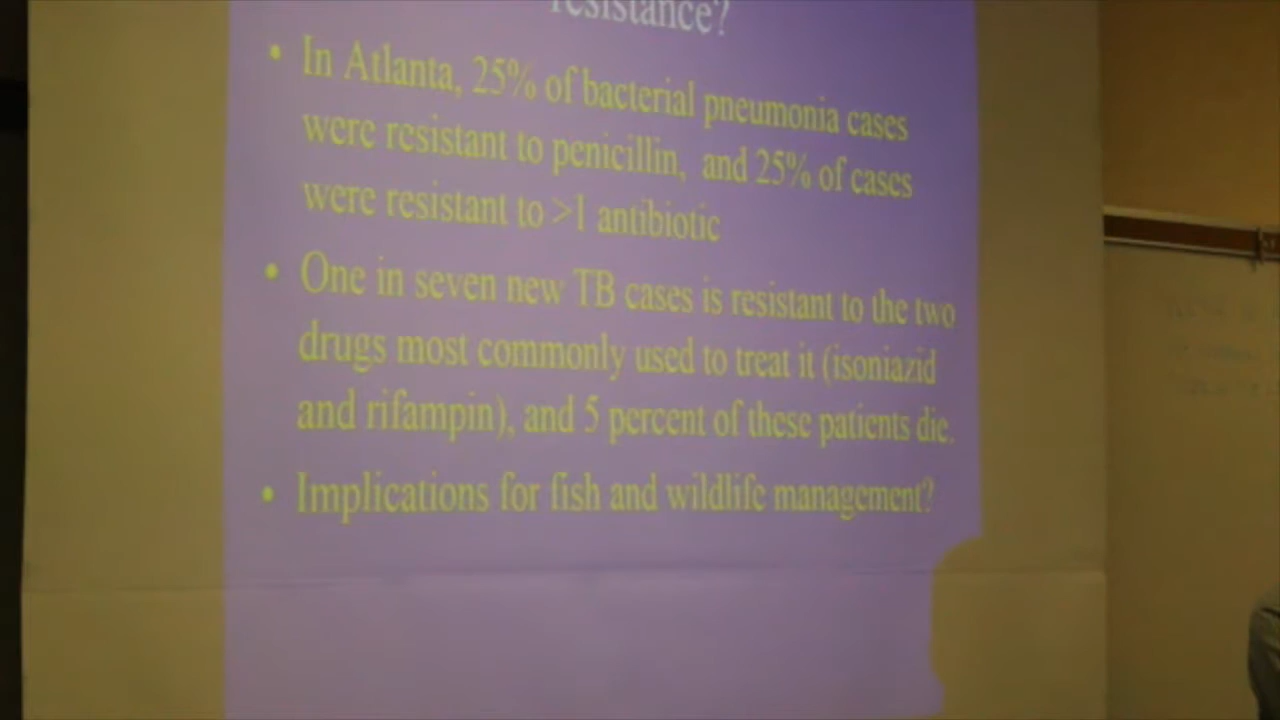 resistance?
• In Atlanta, 25% of bacterial pneumonia cases
were resistant to penicillin, and 25% of cases
were resistant to >1 antibiotic
• One in seven new TB cases is resistant to the two
drugs most commonly used to treat it (isoniazid
and rifampin), and 5 percent of these patients die.
• Implications for fish and wildlife management?